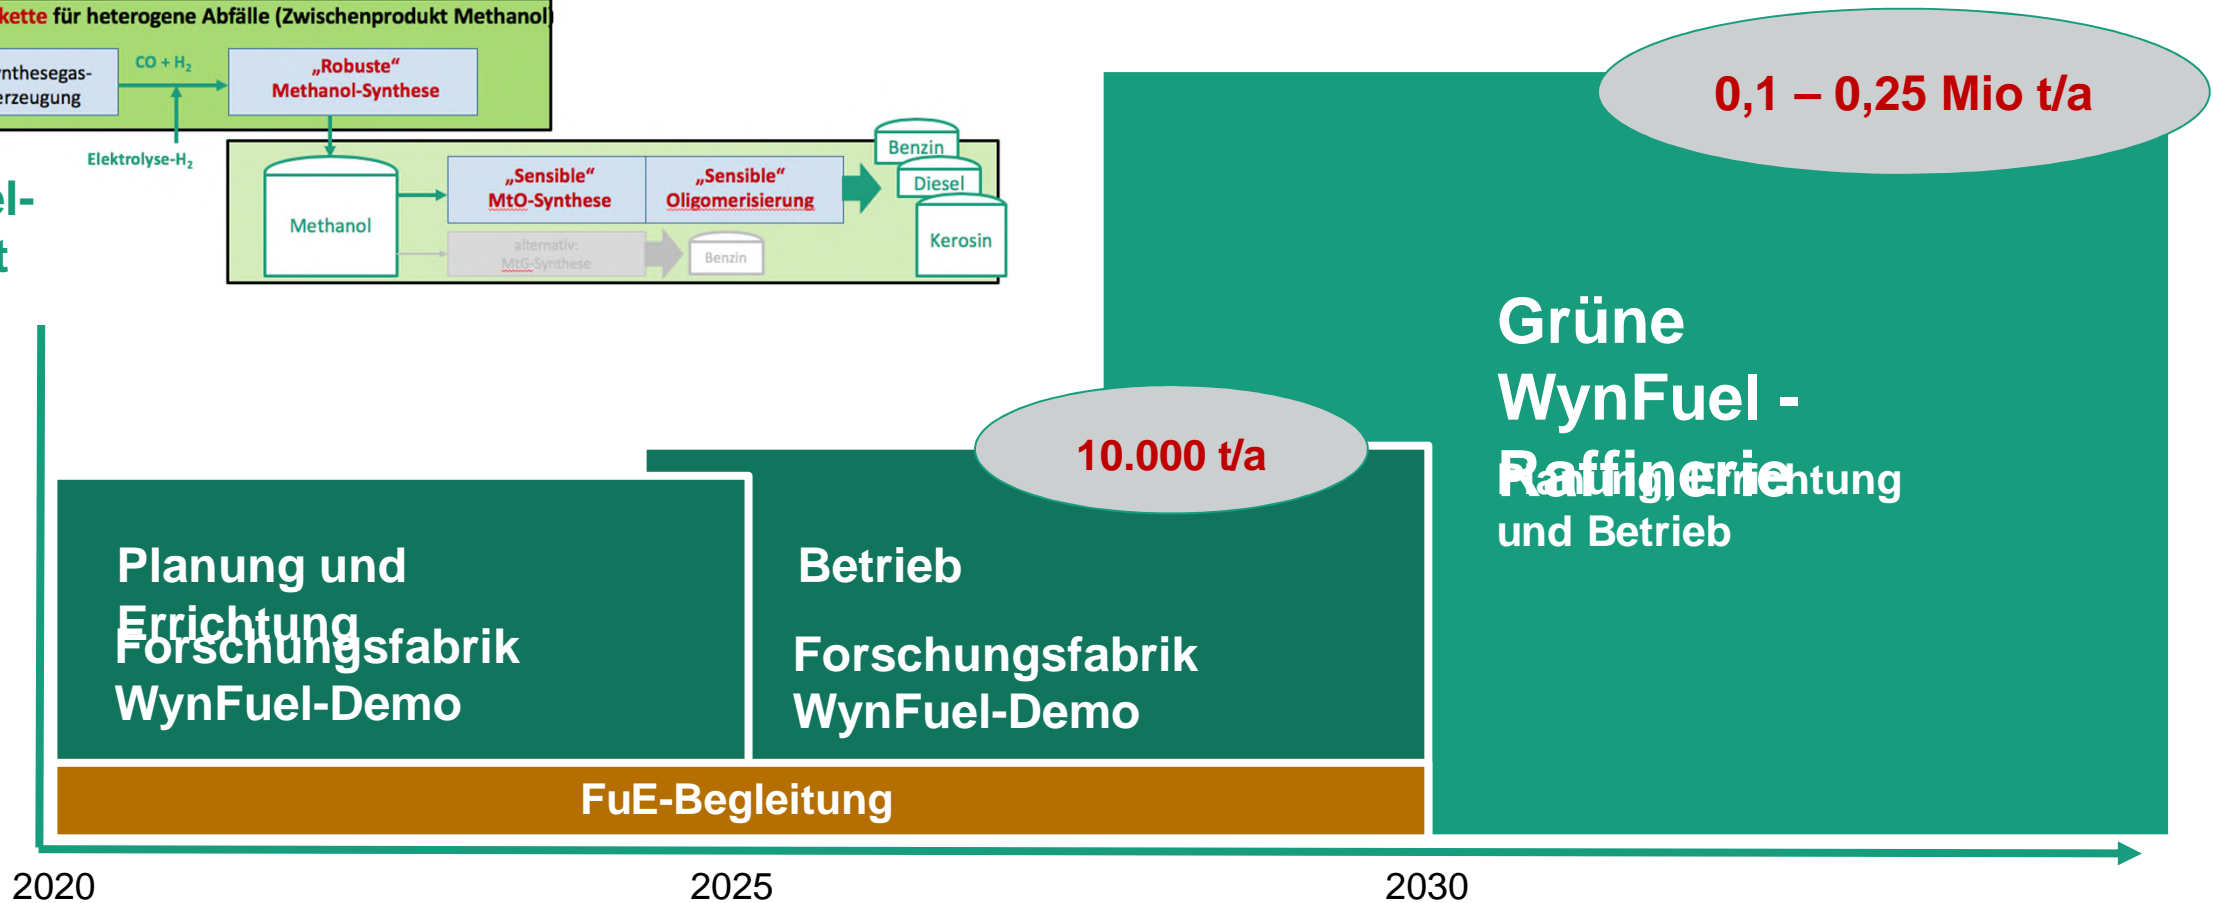 kette für heterogene Abfälle (Zwischenprodukt Methanol)
nthesegas-
erzeugung
CO + H₂
„Robuste“
Methanol-Synthese
Elektrolyse-H₂
el-
t
Methanol
„Sensible“
MtO-Synthese
„Sensible“
Oligomerisierung
alternativ:
MtG-Synthese
Benzin
Benzin
Diesel
Kerosin
0,1 – 0,25 Mio t/a
10.000 t/a
Grüne
WynFuel -
Raffinerie
Planung, Errichtung
und Betrieb
Planung und
Errichtung
Forschungsfabrik
WynFuel-Demo
Betrieb
Forschungsfabrik
WynFuel-Demo
FuE-Begleitung
2020
2025
2030